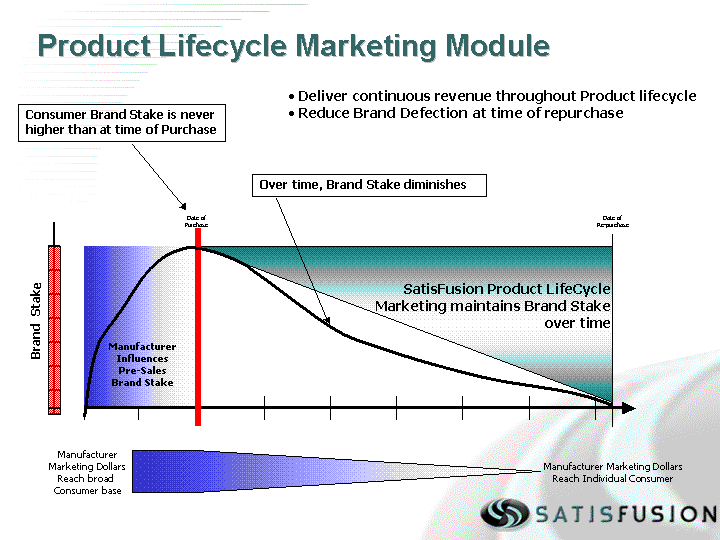 Product Lifecycle Marketing Module
• Deliver continuous revenue throughout Product lifecycle
• Reduce Brand Defection at time of repurchase
Consumer Brand Stake is never
higher than at time of Purchase
Over time, Brand Stake diminishes
Date of
Purchase
Date of
Re-purchase
Brand Stake
SatisFusion Product LifeCycle
Marketing maintains Brand Stake
over time
Manufacturer
Influences
Pre-Sales
Brand Stake
Manufacturer
Marketing Dollars
Reach broad
Consumer base
Manufacturer Marketing Dollars
Reach Individual Consumer
SATISFUSION